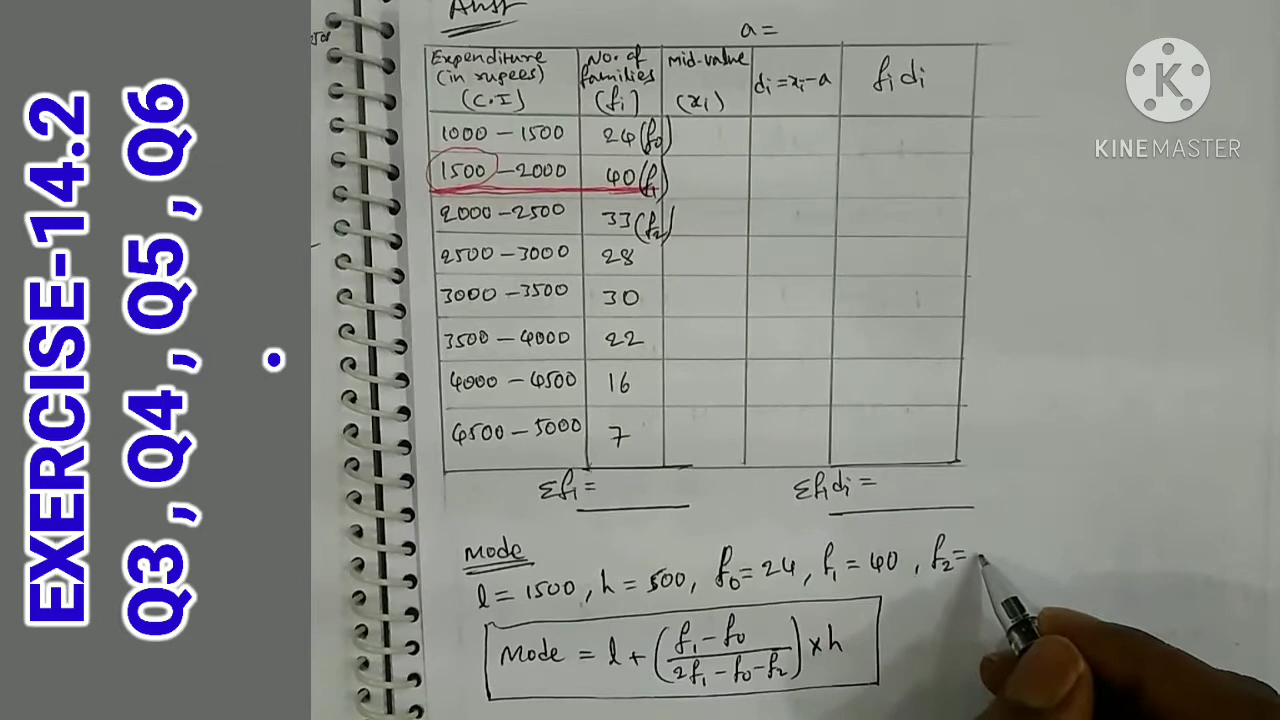 EXERCISE-14.2
Q3 , Q4 , Q5 , Q6 .
KINEMASTER
K
Ans:
a =
Expenditure (in rupees) (C.I) No. of families (fi) mid-value (xi) di = xi - a fidi
1000 - 1500 24(f0)
1500 - 2000 40(f1)
2000 - 2500 33(f2)
2500 - 3000 28
3000 - 3500 30
3500 - 4000 22
4000 - 4500 16
4500 - 5000 7
Σfi = Σfidi =
Mode
l = 1500 , h = 500, f0 = 24 , f1 = 40 , f2 =
Mode = l + (f1 - f0 / 2f1 - f0 - f2) × h